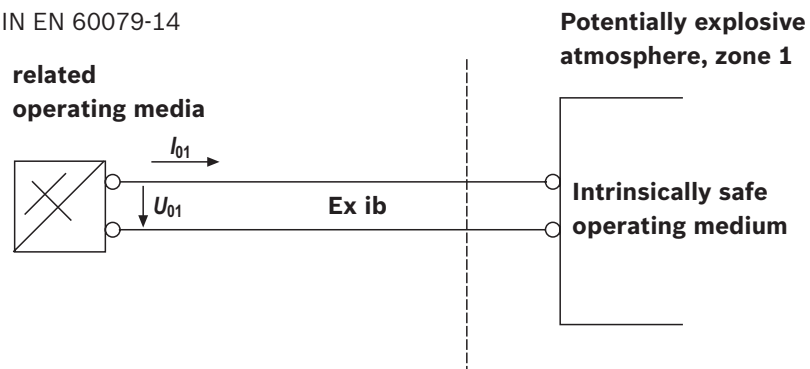 IN EN 60079-14
Potentially explosive
atmosphere, zone 1
related
operating media
I01
U01
Ex ib
Intrinsically safe
operating medium